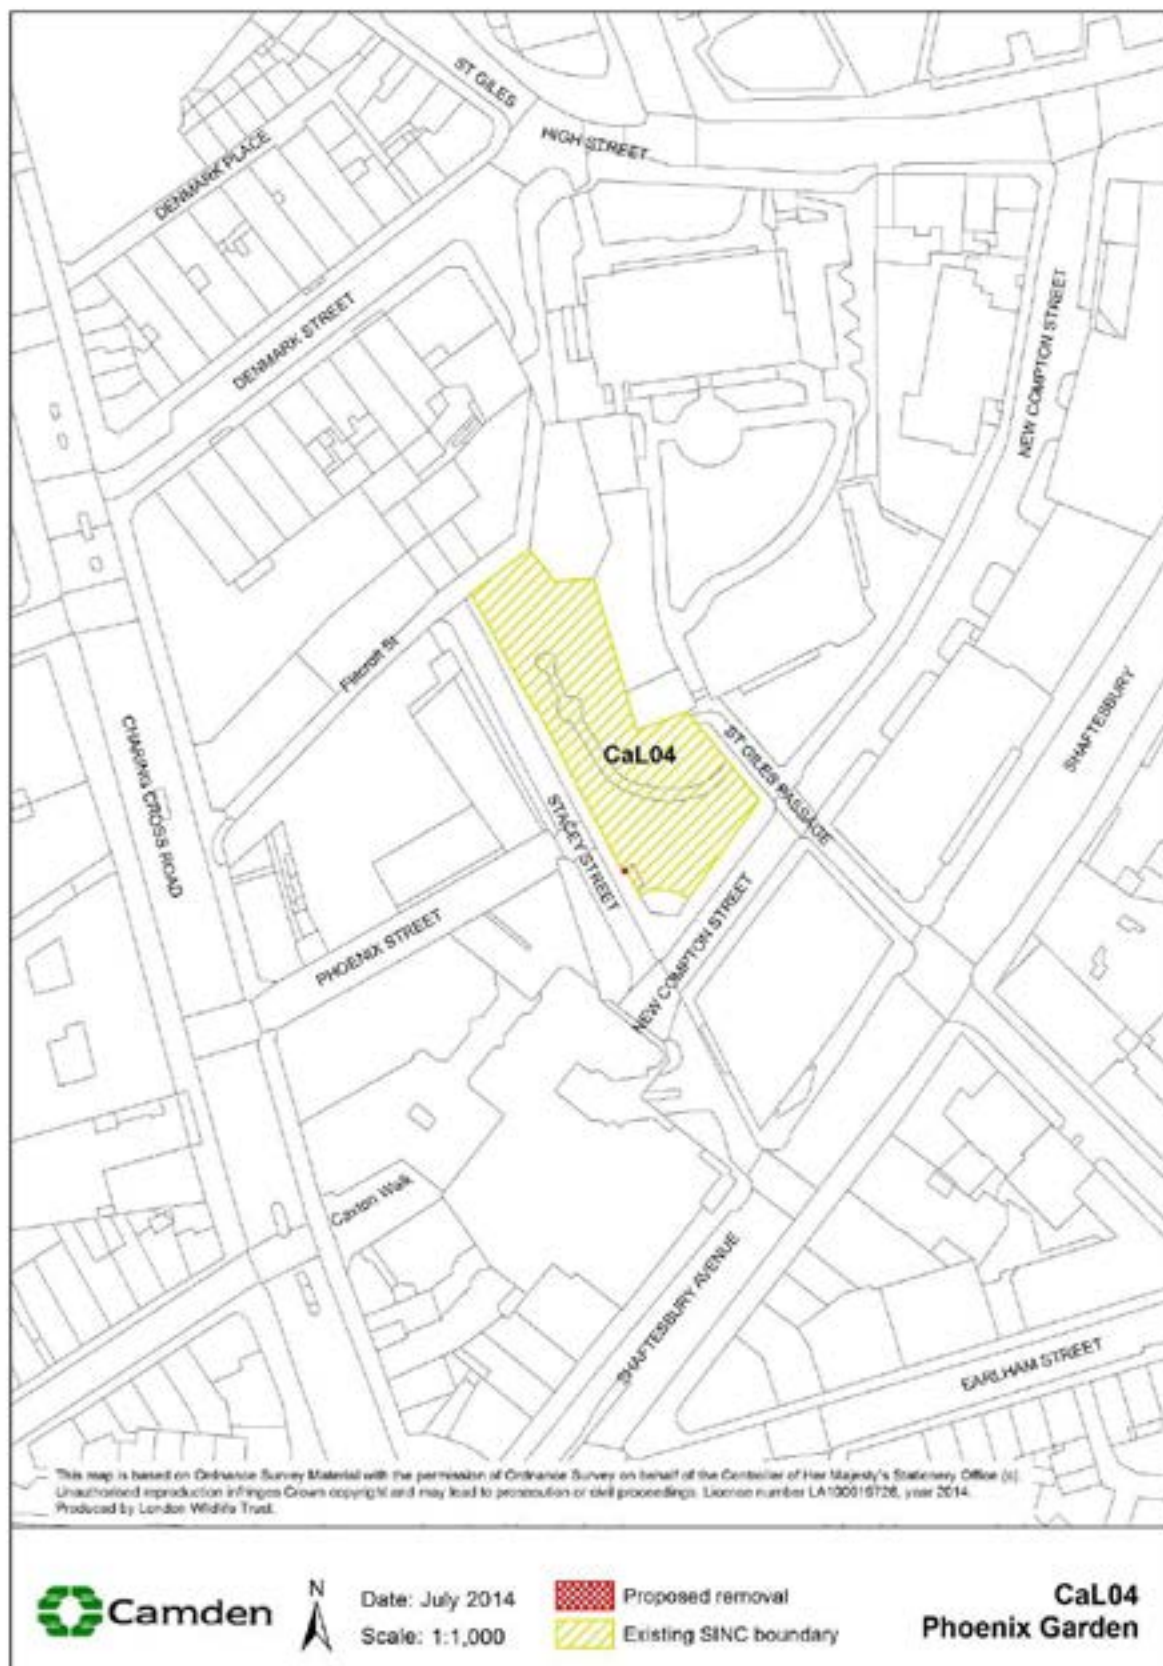 ST GILES
HIGH STREET
DENMARK PLACE
DENMARK STREET
NEW COMPTON STREET
Flitcroft St
SHAFTESBURY
CHARING CROSS ROAD
CaL04
ST GILES PASSAGE
STACEY STREET
PHOENIX STREET
NEW COMPTON STREET
Caxton Walk
SHAFTESBURY AVENUE
EARLHAM STREET
This map is based on Ordnance Survey Material with the permission of Ordnance Survey on behalf of the Controller of Her Majesty's Stationery Office (c)
Unauthorised reproduction infringes Crown copyright and may lead to prosecution or civil proceedings. License number LA100019726, year 2014.
Produced by London Wildlife Trust.
Camden
N
Date: July 2014
Scale: 1:1,000
Proposed removal
Existing SINC boundary
CaL04
Phoenix Garden